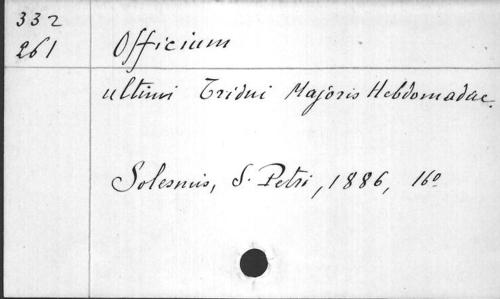 332
261 Officium
ultimi Tridui Majoris Hebdomadae.
Solesmis, S. Petri, 1886, 16º